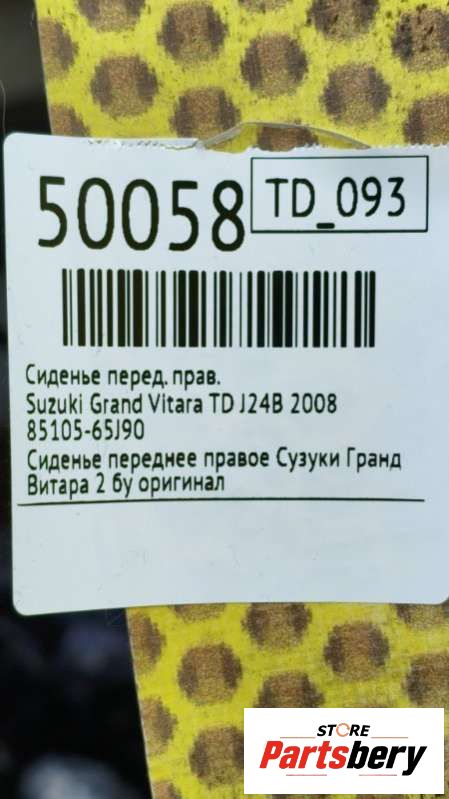 50058
TD_093
Сиденье перед. прав.
Suzuki Grand Vitara TD J24B 2008
85105-65J90
Сиденье переднее правое Сузуки Гранд
Витара 2 бу оригинал
STORE
Partsbery